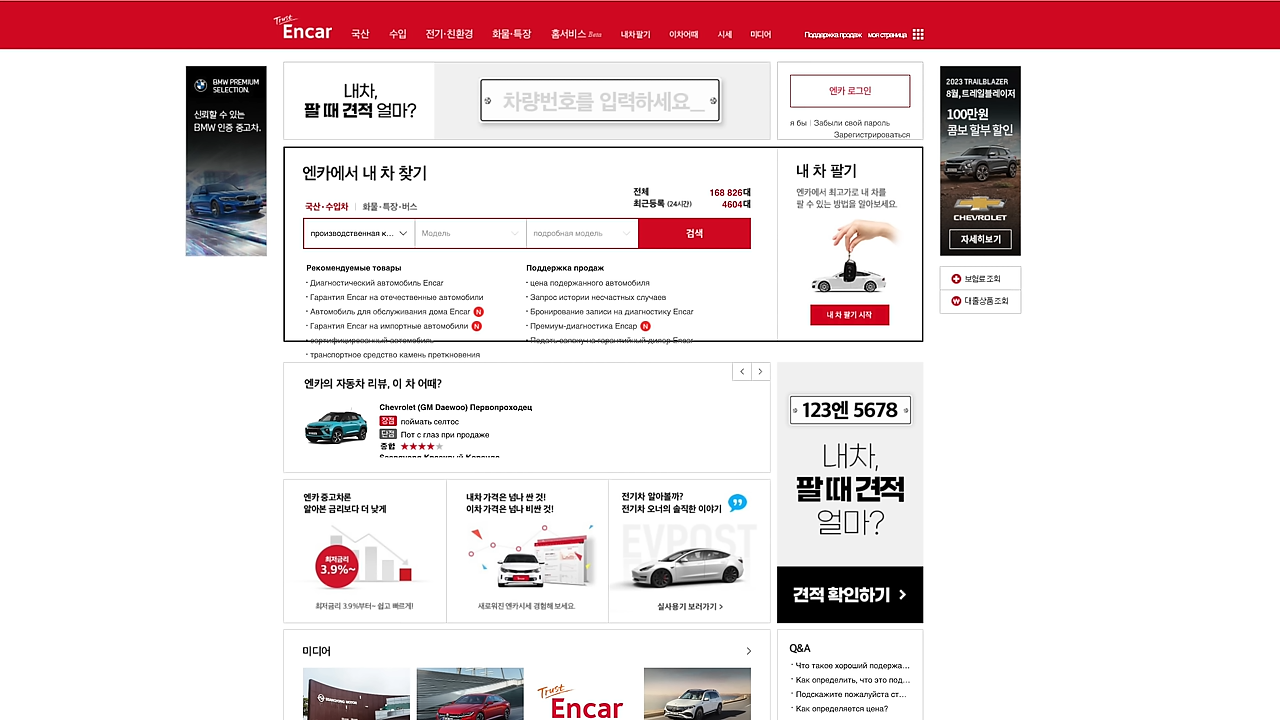 Trust
Encar
국산
수입
전기·친환경
화물·특장
홈서비스 Beta
내차팔기
이차어때
시세
미디어
Поддержка продаж
моя страница
BMW PREMIUM
SELECTION.
신뢰할 수 있는
BMW 인증 중고차.
내차,
팔 때 견적 얼마?
차량번호를 입력하세요_
엔카 로그인
я бы | Забыли свой пароль
Зарегистрироваться
2023 TRAILBLAZER
8월, 트레일블레이저
100만원
콤보 할부 할인
CHEVROLET
자세히보기
보험료조회
대출상품조회
엔카에서 내 차 찾기
국산·수입차 | 화물·특장·버스
전체 168 826대
최근등록 (24시간) 4604대
производственная к...
Модель
подробная модель
검색
Рекомендуемые товары
· Диагностический автомобиль Encar
· Гарантия Encar на отечественные автомобили
· Автомобиль для обслуживания дома Encar N
· Гарантия Encar на импортные автомобили N
· сертифицированный автомобиль
· транспортное средство камень преткновения
Поддержка продаж
· цена подержанного автомобиля
· Запрос истории несчастных случаев
· Бронирование записи на диагностику Encar
· Премиум-диагностика Енкар N
· Подать заявку на гарантийный дилер Encar
내 차 팔기
엔카에서 최고가로 내 차를
팔 수 있는 방법을 알아보세요.
내 차 팔기 시작
엔카의 자동차 리뷰, 이 차 어때?
Chevrolet (GM Daewoo) Первопроходец
장점 поймать селтос
단점 Пот с глаз при продаже
종합 ★★★★★
123엔 5678
내차,
팔 때 견적
얼마?
견적 확인하기
엔카 중고차론
알아본 금리보다 더 낮게
최저금리
3.9%~
최저금리 3.9%부터~ 쉽고 빠르게!
내차 가격은 넘나 싼 것!
이차 가격은 넘나 비싼 것!
새로워진 엔카시세 경험해 보세요.
전기차 알아볼까?
전기차 오너의 솔직한 이야기
EVPOST
실사용기 보러가기 >
미디어
Trust
Encar
Q&A
· Что такое хороший подержа...
· Как определить, что это под...
· Подскажите пожалуйста ст...
· Как определяется цена?